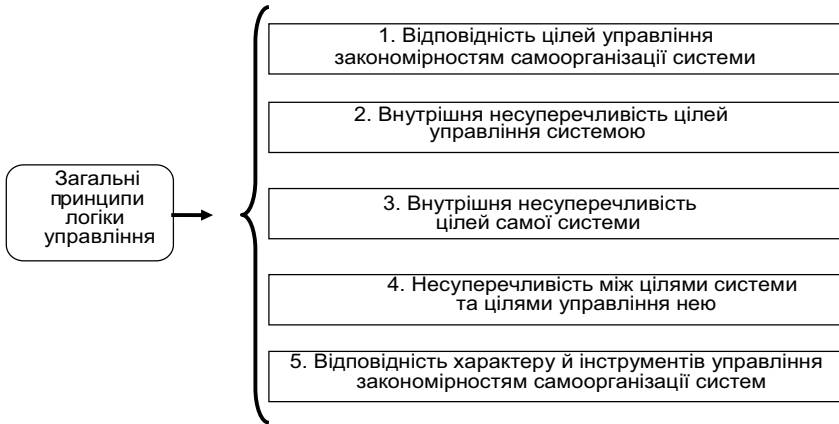 Загальні
принципи
логіки
управління
1. Відповідність цілей управління
закономірностям самоорганізації системи
2. Внутрішня несуперечливість цілей
управління системою
3. Внутрішня несуперечливість
цілей самої системи
4. Несуперечливість між цілями системи
та цілями управління нею
5. Відповідність характеру й інструментів управління
закономірностям самоорганізації систем